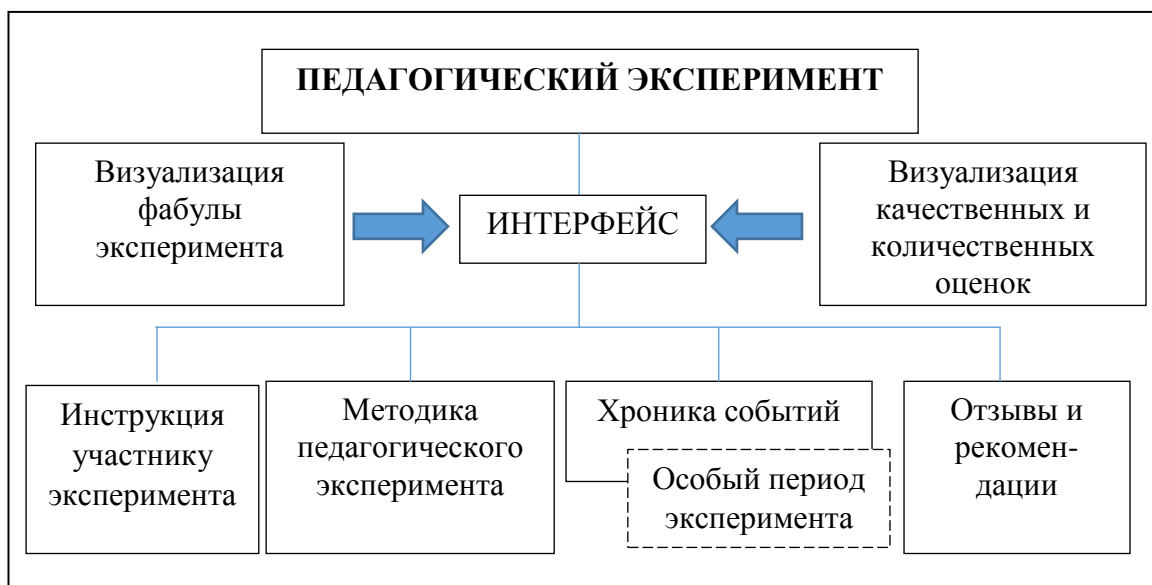 ПЕДАГОГИЧЕСКИЙ ЭКСПЕРИМЕНТ
Визуализация
фабулы
эксперимента
ИНТЕРФЕЙС
Визуализация
качественных и
количественных
оценок
Инструкция
участнику
эксперимента
Методика
педагогического
эксперимента
Хроника событий
Особый период
эксперимента
Отзывы и
рекомен-
дации